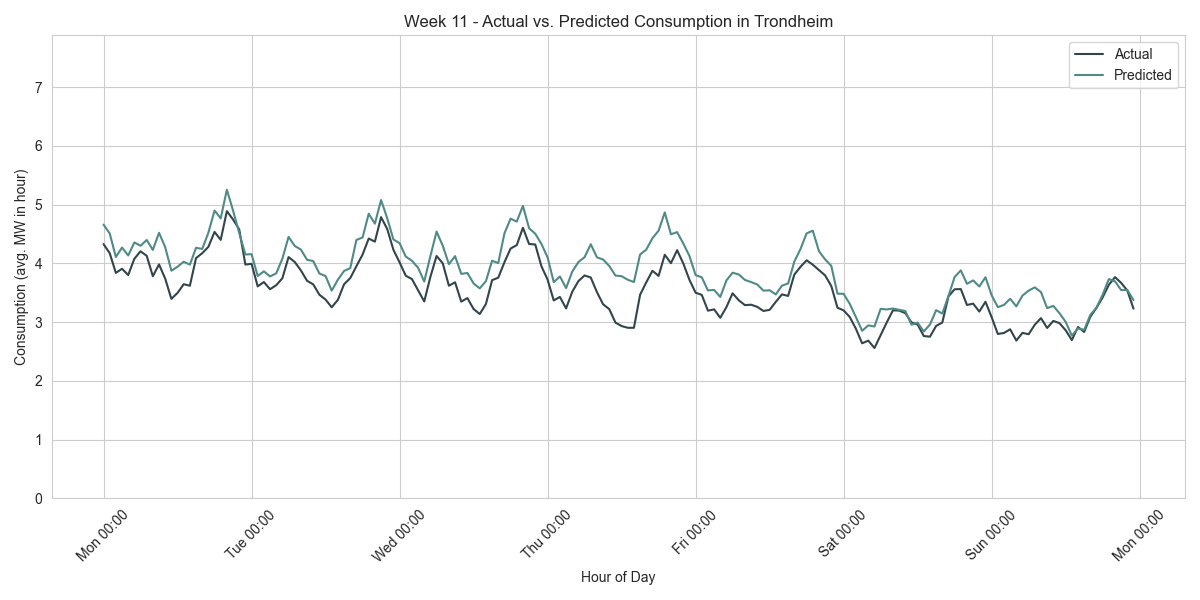 Week 11 - Actual vs. Predicted Consumption in Trondheim
Actual
Predicted
Consumption (avg. MW in hour)
7
6
5
4
3
2
1
0
Mon 00:00
Tue 00:00
Wed 00:00
Thu 00:00
Fri 00:00
Sat 00:00
Sun 00:00
Mon 00:00
Hour of Day